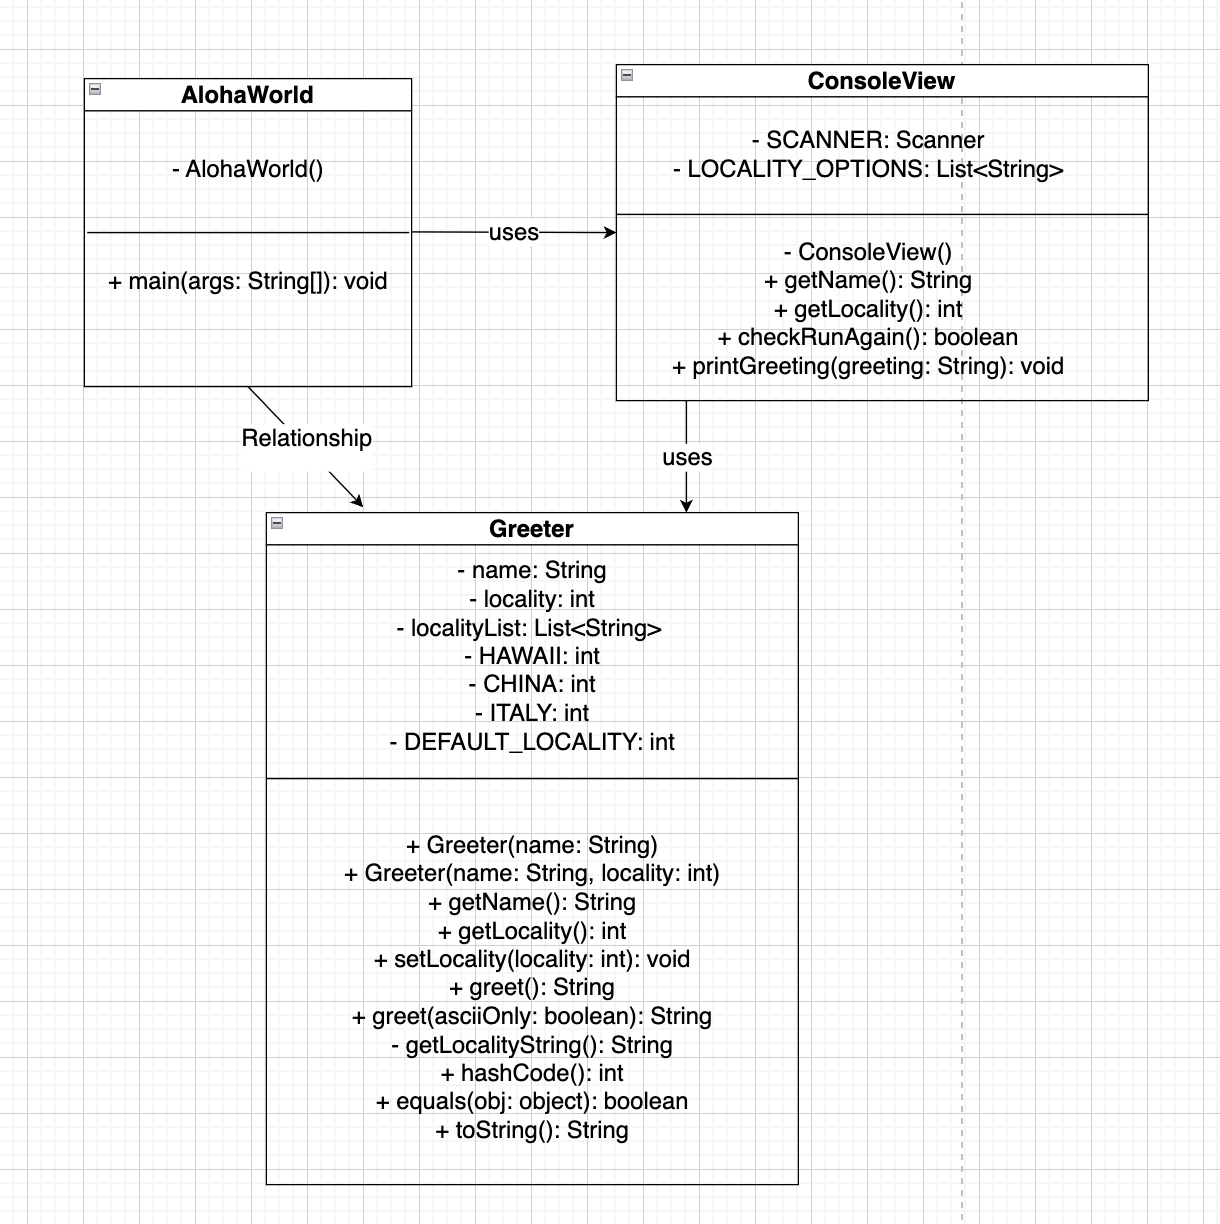 AlohaWorld
- AlohaWorld()
+ main(args: String[]): void
uses
ConsoleView
- SCANNER: Scanner
- LOCALITY_OPTIONS: List<String>
- ConsoleView()
+ getName(): String
+ getLocality(): int
+ checkRunAgain(): boolean
+ printGreeting(greeting: String): void
Relationship
uses
Greeter
- name: String
- locality: int
- localityList: List<String>
- HAWAII: int
- CHINA: int
- ITALY: int
- DEFAULT_LOCALITY: int
+ Greeter(name: String)
+ Greeter(name: String, locality: int)
+ getName(): String
+ getLocality(): int
+ setLocality(locality: int): void
+ greet(): String
+ greet(asciiOnly: boolean): String
- getLocalityString(): String
+ hashCode(): int
+ equals(obj: object): boolean
+ toString(): String